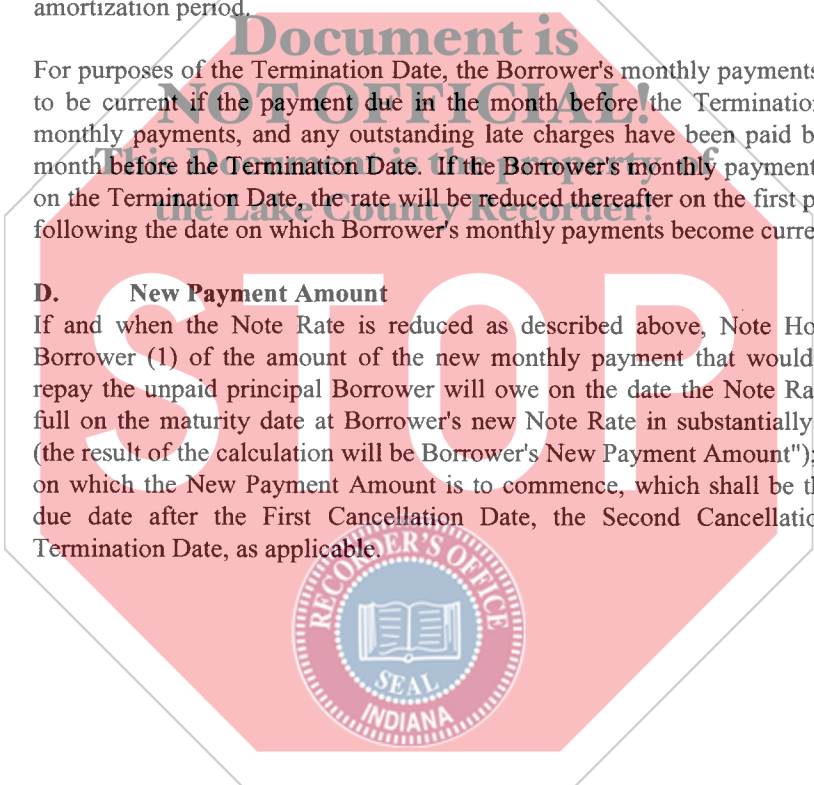 amortization period.
Document is
For purposes of the Termination Date, the Borrower's monthly payments
to be current if the payment due in the month before the Termination
NOT OFFICIAL!
monthly payments, and any outstanding late charges have been paid b
This Document is the property of
month before the Termination Date. If the Borrower's monthly payment
on the Termination Date, the rate will be reduced thereafter on the first p
the Lake County Recorder!
following the date on which Borrower's monthly payments become curre
D. New Payment Amount
If and when the Note Rate is reduced as described above, Note Ho
Borrower (1) of the amount of the new monthly payment that would
repay the unpaid principal Borrower will owe on the date the Note Ra
full on the maturity date at Borrower's new Note Rate in substantially
(the result of the calculation will be Borrower's New Payment Amount");
on which the New Payment Amount is to commence, which shall be th
due date after the First Cancellation Date, the Second Cancellatio
Termination Date, as applicable.
STOP
RECORDER'S OFFICE
SEAL
INDIANA